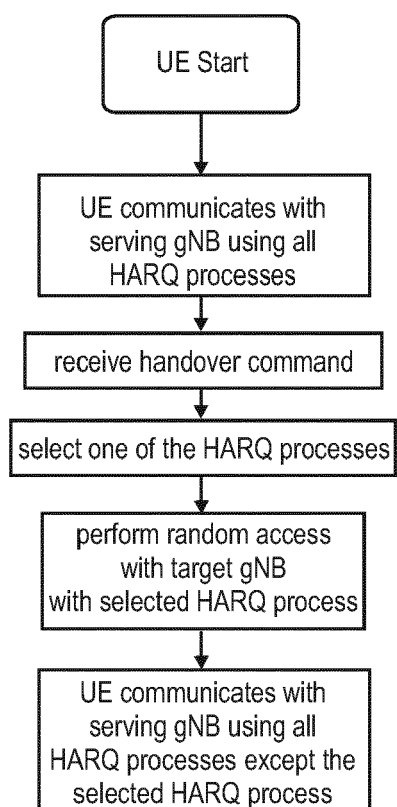 UE Start
UE communicates with
serving gNB using all
HARQ processes
receive handover command
select one of the HARQ processes
perform random access
with target gNB
with selected HARQ process
UE communicates with
serving gNB using all
HARQ processes except the
selected HARQ process